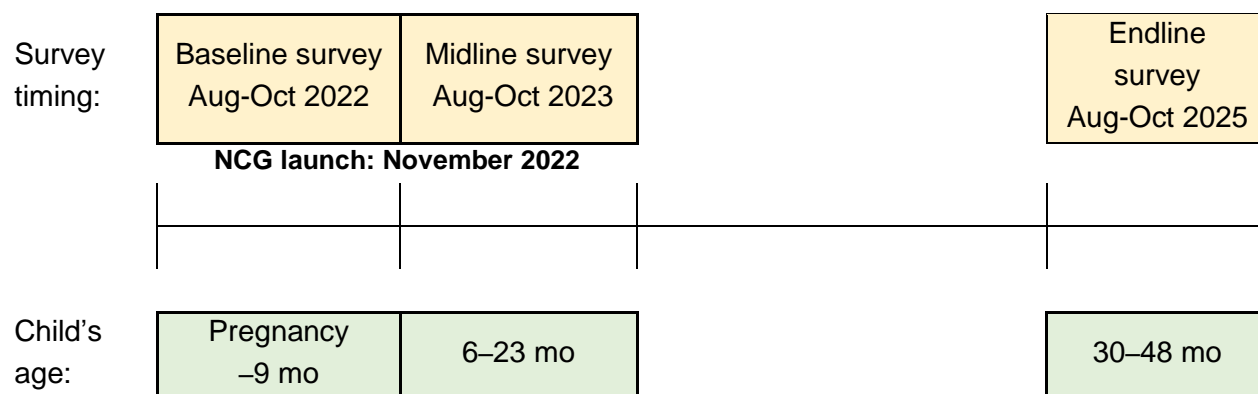 Survey
timing:
Baseline survey
Aug-Oct 2022
Midline survey
Aug-Oct 2023
Endline
survey
Aug-Oct 2025
NCG launch: November 2022
Child’s
age:
Pregnancy
–9 mo
6–23 mo
30–48 mo